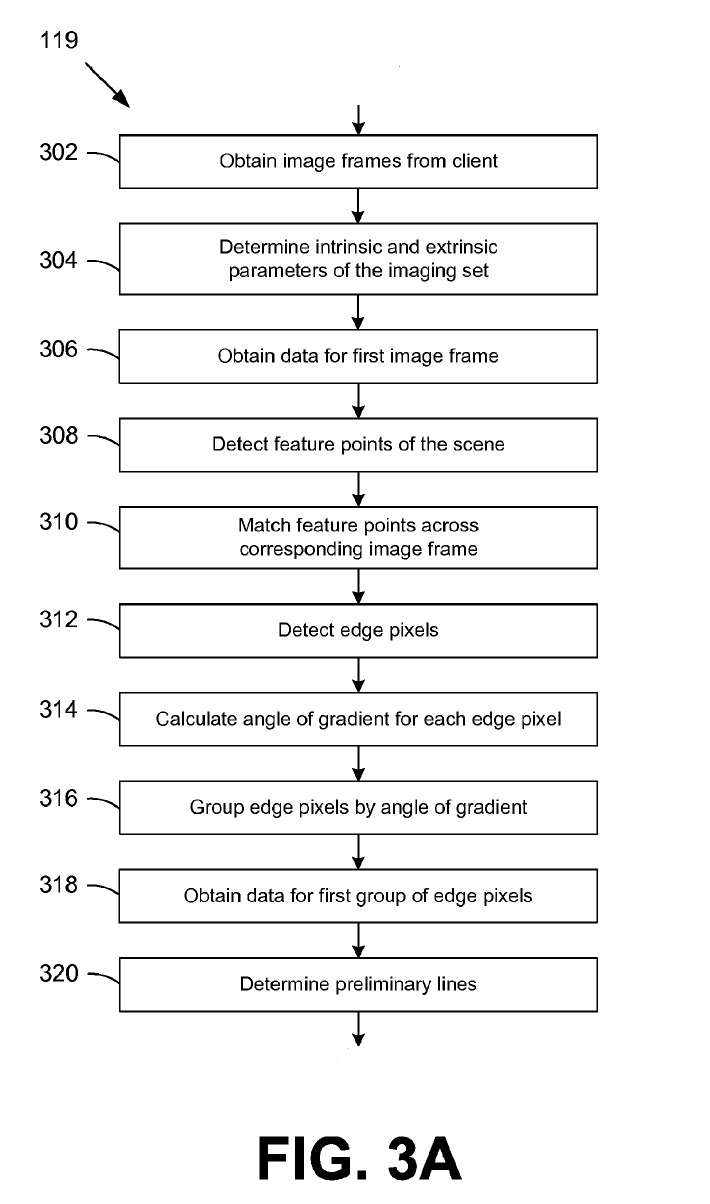 119
302
Obtain image frames from client
304
Determine intrinsic and extrinsic
parameters of the imaging set
306
Obtain data for first image frame
308
Detect feature points of the scene
310
Match feature points across
corresponding image frame
312
Detect edge pixels
314
Calculate angle of gradient for each edge pixel
316
Group edge pixels by angle of gradient
318
Obtain data for first group of edge pixels
320
Determine preliminary lines
FIG. 3A